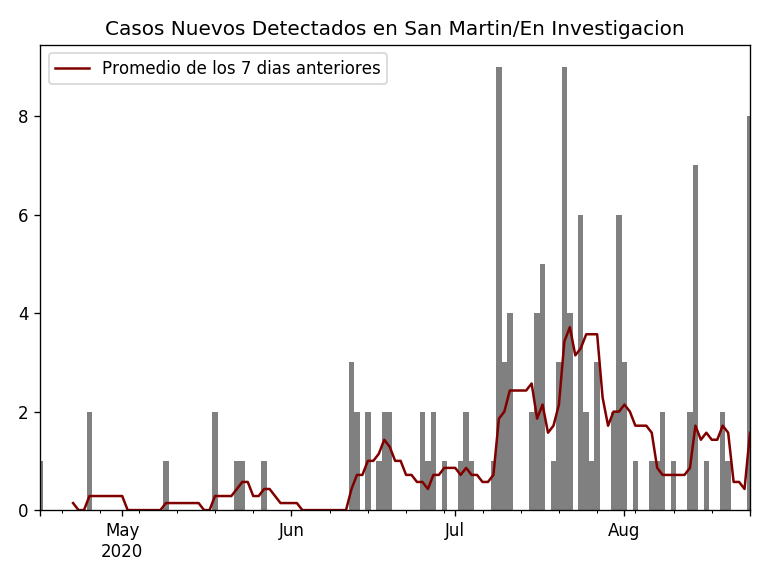 Casos Nuevos Detectados en San Martin/En Investigacion
Promedio de los 7 dias anteriores
8
6
4
2
0
May
2020
Jun
Jul
Aug